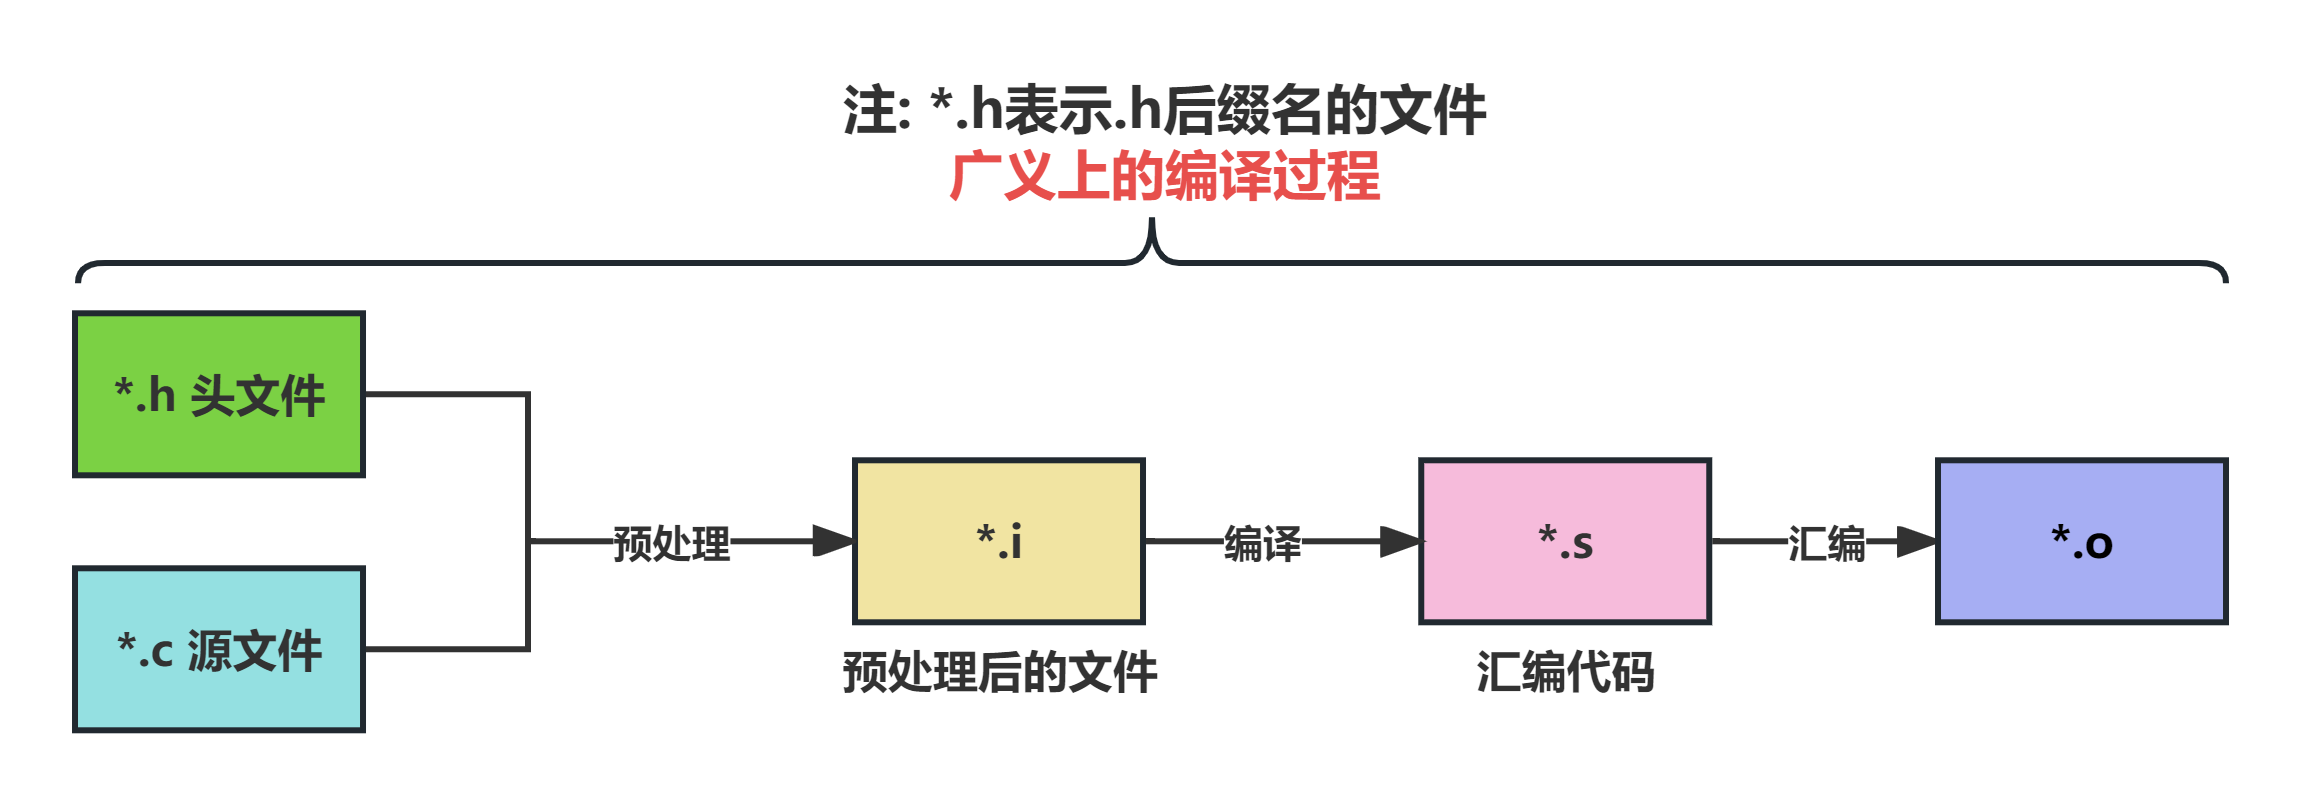 注: *.h表示.h后缀名的文件
广义上的编译过程
*.h 头文件
*.c 源文件
预处理
*.i
预处理后的文件
编译
*.s
汇编代码
汇编
*.o